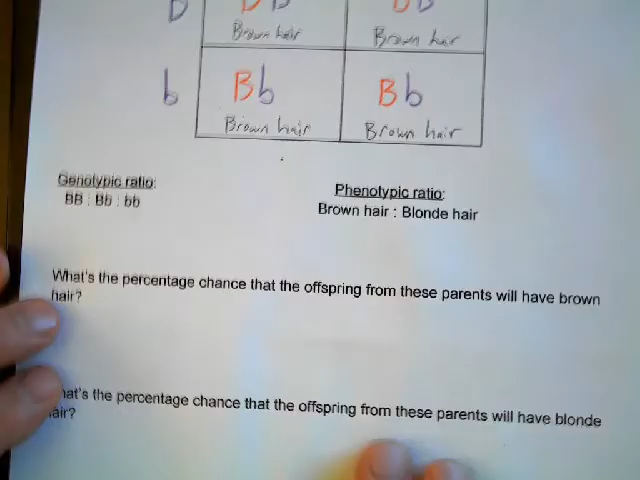 b
Brown hair
Brown hair
b
Bb
Bb
Brown hair
Brown hair
Genotypic ratio:
BB : Bb : bb
Phenotypic ratio:
Brown hair : Blonde hair
What's the percentage chance that the offspring from these parents will have brown
hair?
hat's the percentage chance that the offspring from these parents will have blonde
air?